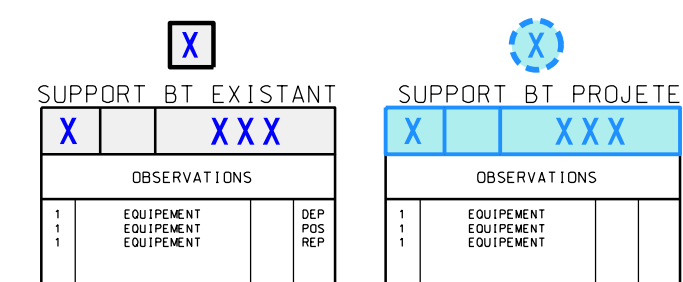 X
SUPPORT BT EXISTANT
X XXX
OBSERVATIONS
1 EQUIPEMENT DEP
1 EQUIPEMENT POS
1 EQUIPEMENT REP
X
SUPPORT BT PROJETE
X XXX
OBSERVATIONS
1 EQUIPEMENT
1 EQUIPEMENT
1 EQUIPEMENT